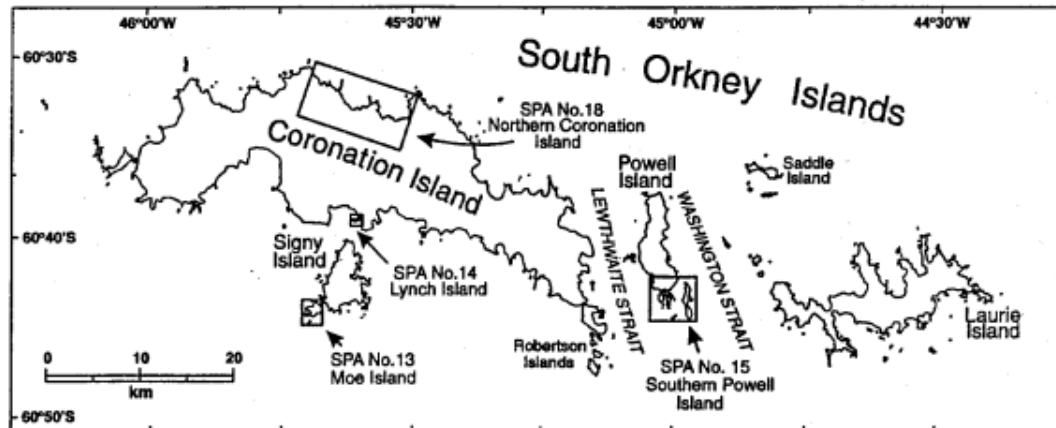 46°00'W
45°30'W
45°00'W
44°30'W
60°30'S
South Orkney Islands
SPA No.18
Northern Coronation
Island
Coronation Island
Powell
Island
Saddle
Island
LEWTHWAITE STRAIT
WASHINGTON STRAIT
60°40'S
Signy
Island
SPA No.14
Lynch Island
Laurie
Island
Robertson
Islands
SPA No.13
Moe Island
SPA No. 15
Southern Powell
Island
0 10 20
km
60°50'S